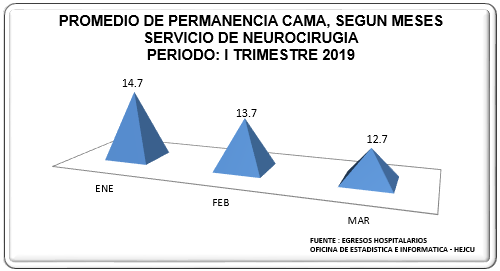 PROMEDIO DE PERMANENCIA CAMA, SEGUN MESES
SERVICIO DE NEUROCIRUGIA
PERIODO: I TRIMESTRE 2019
14.7
13.7
12.7
ENE
FEB
MAR
FUENTE : EGRESOS HOSPITALARIOS
OFICINA DE ESTADISTICA E INFORMATICA - HEJCU